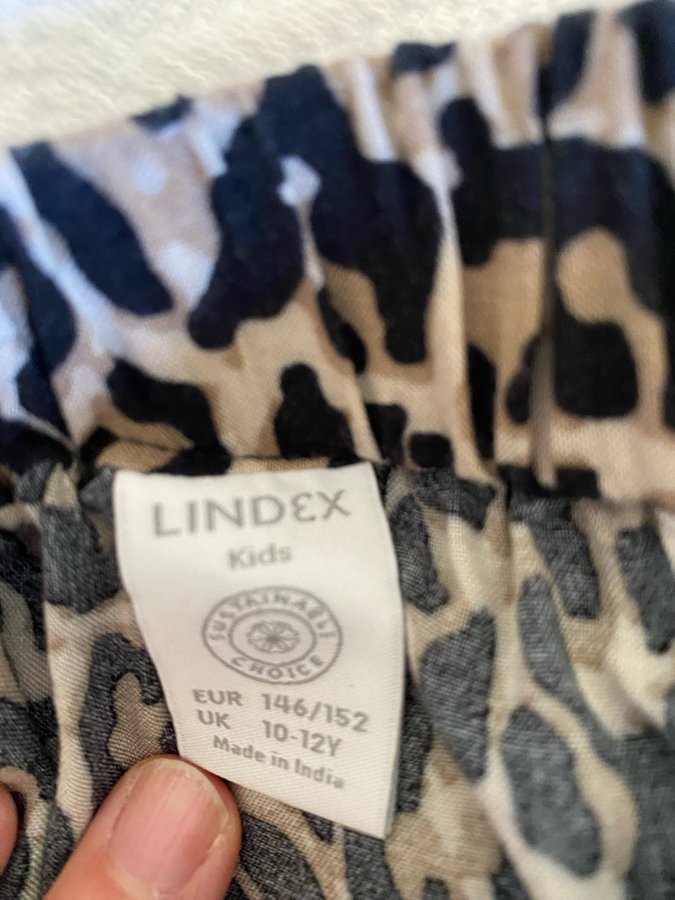 LINDEX
Kids
SUSTAINABLE
CHOICE
EUR 146/152
UK 10-12Y
Made in India